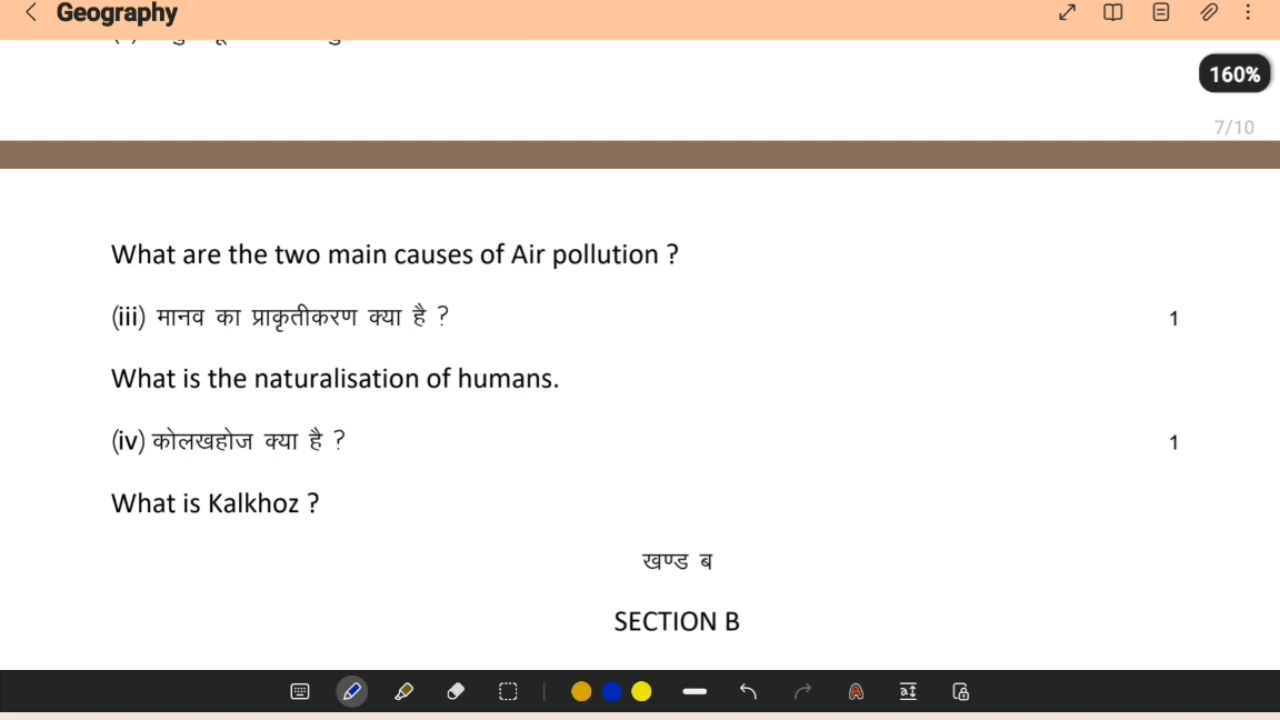 Geography
160%
7/10
What are the two main causes of Air pollution ?
(iii) मानव का प्राकृतीकरण क्या है ? 1
What is the naturalisation of humans.
(iv) कोलखहोज क्या है ? 1
What is Kalkhoz ?
खण्ड ब
SECTION B